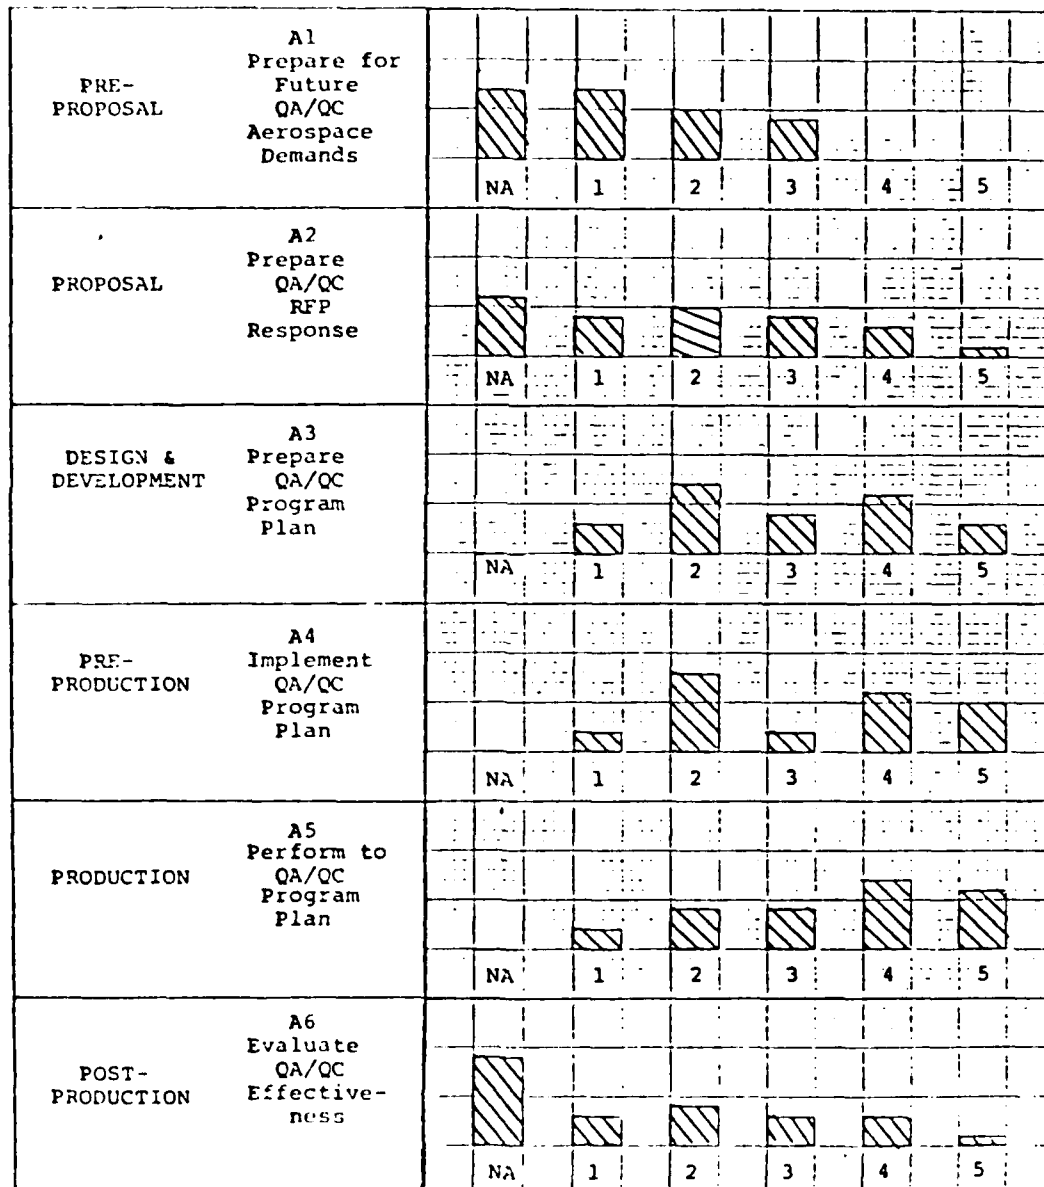 A1
Prepare for
PRE- Future
PROPOSAL QA/QC
Aerospace
Demands
NA 1 2 3 4 5
A2
Prepare
PROPOSAL QA/QC
RFP
Response
NA 1 2 3 4 5
A3
DESIGN & Prepare
DEVELOPMENT QA/QC
Program
Plan
NA 1 2 3 4 5
A4
PRE- Implement
PRODUCTION QA/QC
Program
Plan
NA 1 2 3 4 5
A5
Perform to
PRODUCTION QA/QC
Program
Plan
NA 1 2 3 4 5
A6
Evaluate
POST- QA/QC
PRODUCTION Effective-
ness
NA 1 2 3 4 5